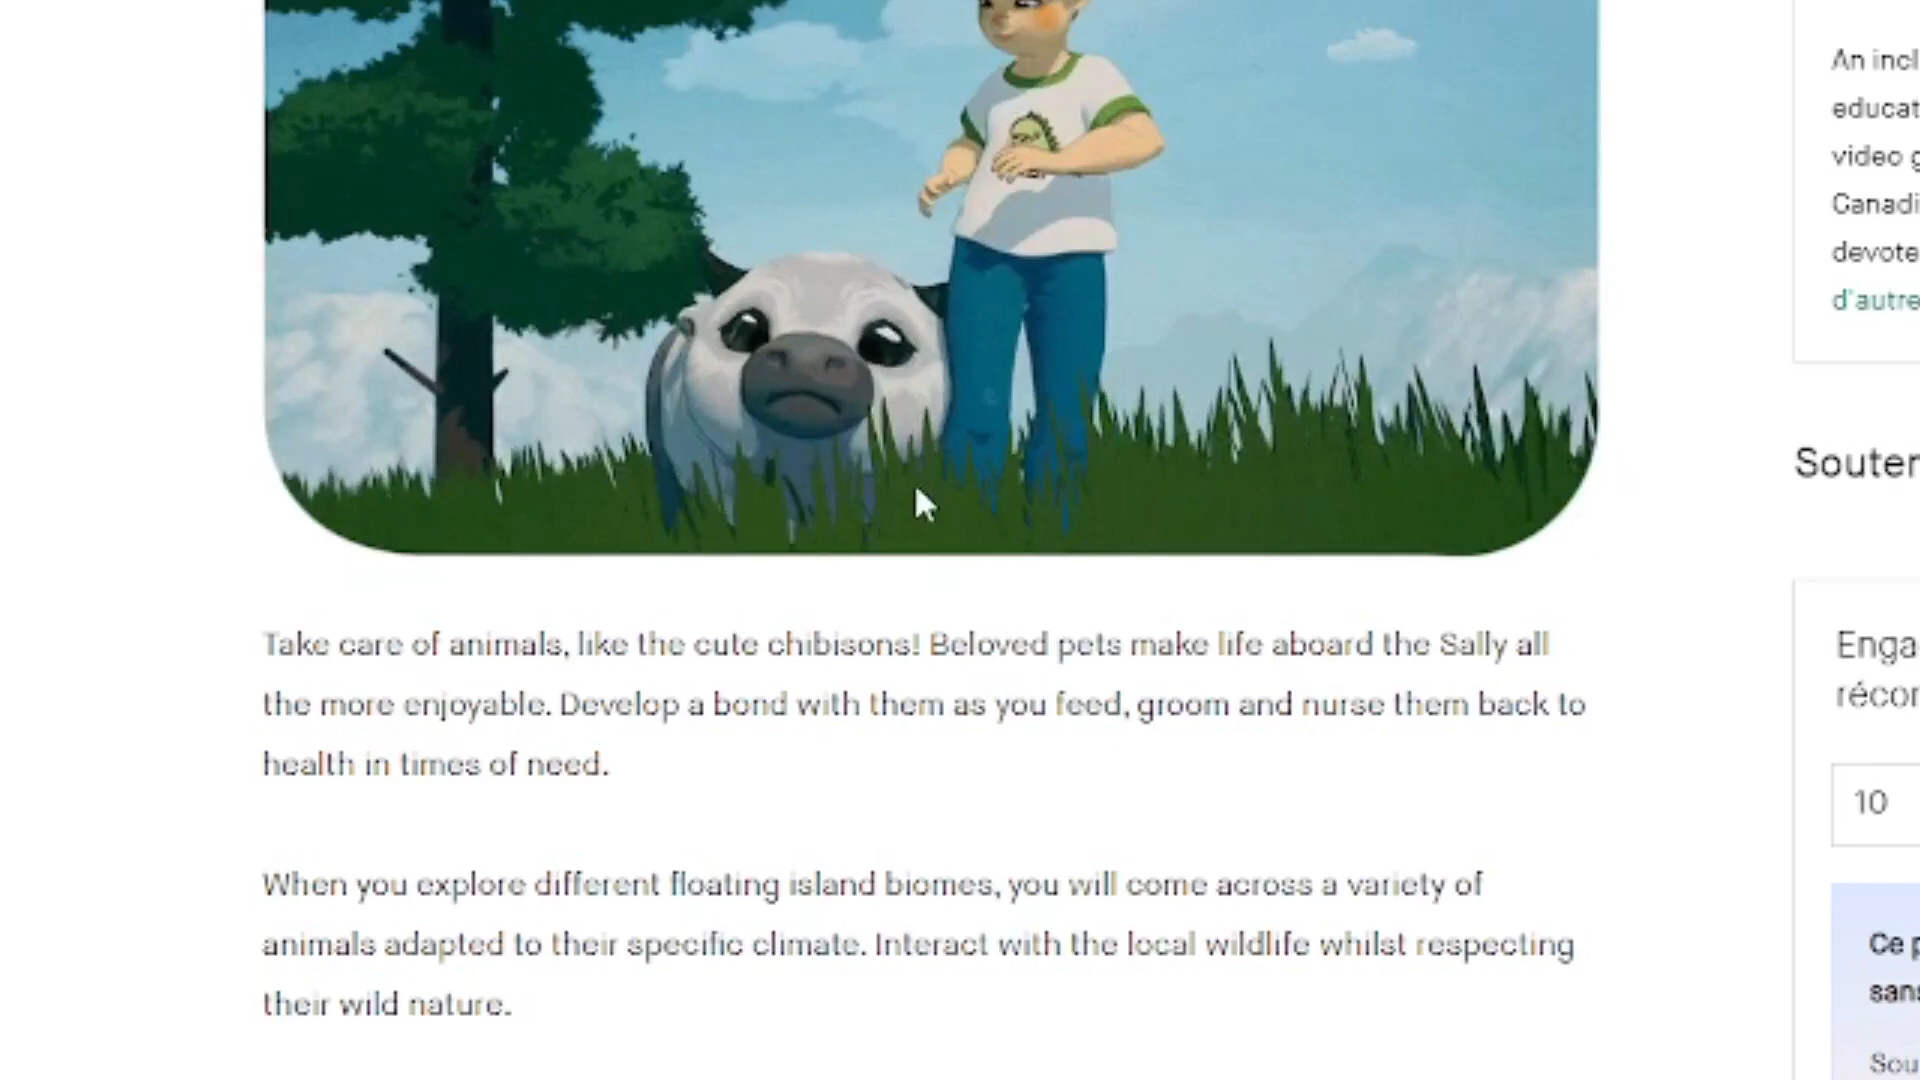 Take care of animals, like the cute chibisons! Beloved pets make life aboard the Sally all
the more enjoyable. Develop a bond with them as you feed, groom and nurse them back to
health in times of need.
When you explore different floating island biomes, you will come across a variety of
animals adapted to their specific climate. Interact with the local wildlife whilst respecting
their wild nature.
An incl
educat
video g
Canadi
devote
d'autre
Souten
Enga
récor
10
Ce p
sans
Sou